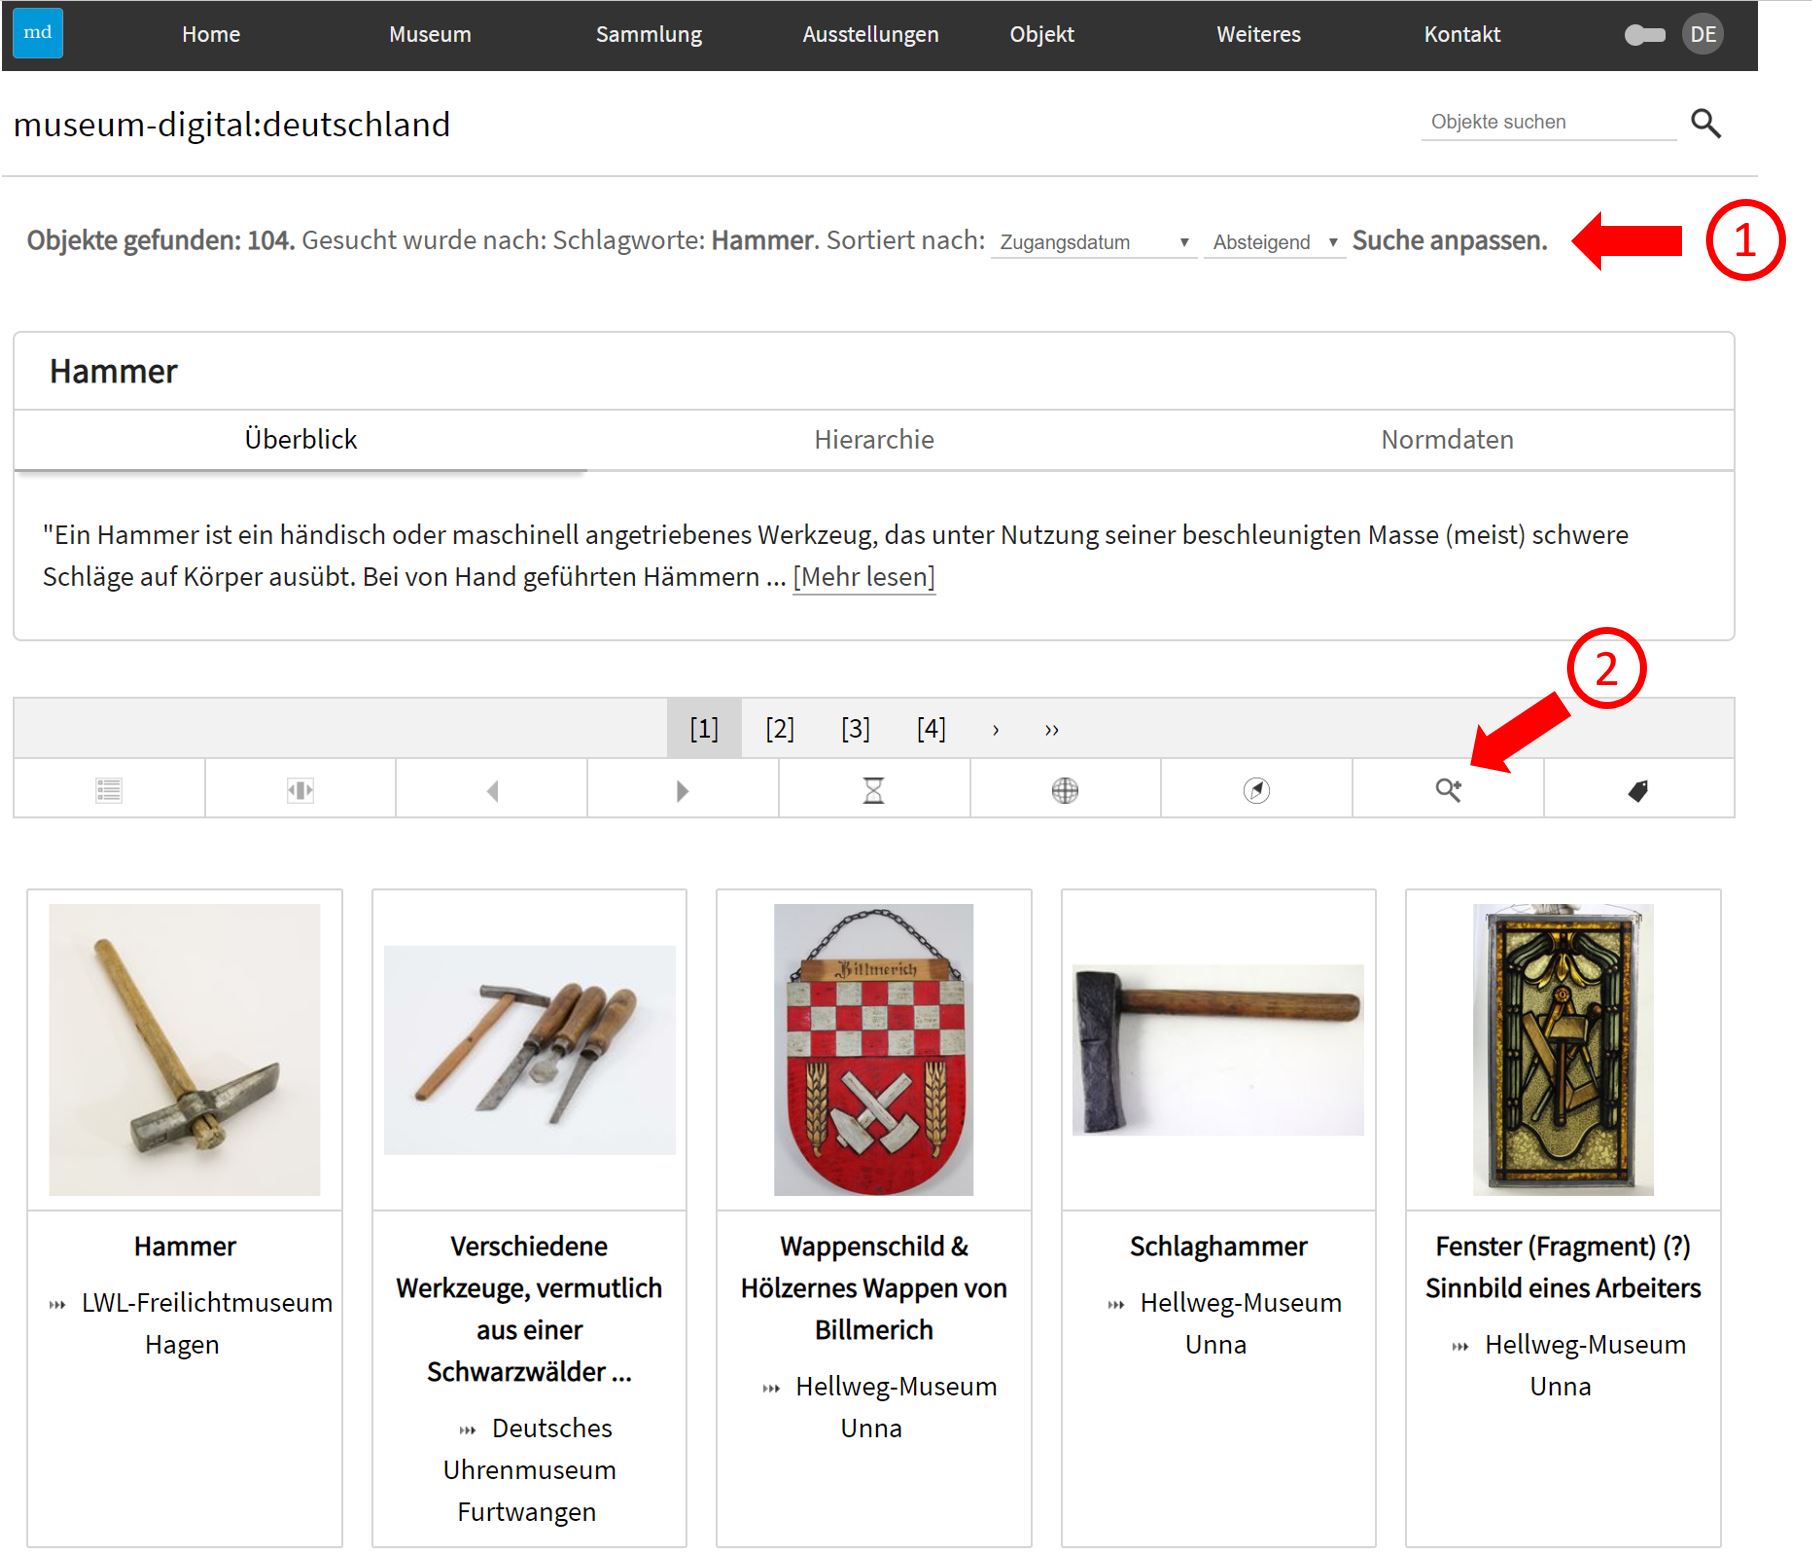 md
Home Museum Sammlung Ausstellungen Objekt Weiteres Kontakt DE
museum-digital:deutschland
Objekte suchen
Objekte gefunden: 104. Gesucht wurde nach: Schlagworte: Hammer. Sortiert nach: Zugangsdatum ▼ Absteigend ▼ Suche anpassen.
1
Hammer
Überblick Hierarchie Normdaten
"Ein Hammer ist ein händisch oder maschinell angetriebenes Werkzeug, das unter Nutzung seiner beschleunigten Masse (meist) schwere
Schläge auf Körper ausübt. Bei von Hand geführten Hämmern ... [Mehr lesen]
2
[1] [2] [3] [4] › ››
Billmerich
Hammer
LWL-Freilichtmuseum
Hagen
Verschiedene
Werkzeuge, vermutlich
aus einer
Schwarzwälder ...
Deutsches
Uhrenmuseum
Furtwangen
Wappenschild &
Hölzernes Wappen von
Billmerich
Hellweg-Museum
Unna
Schlaghammer
Hellweg-Museum
Unna
Fenster (Fragment) (?)
Sinnbild eines Arbeiters
Hellweg-Museum
Unna